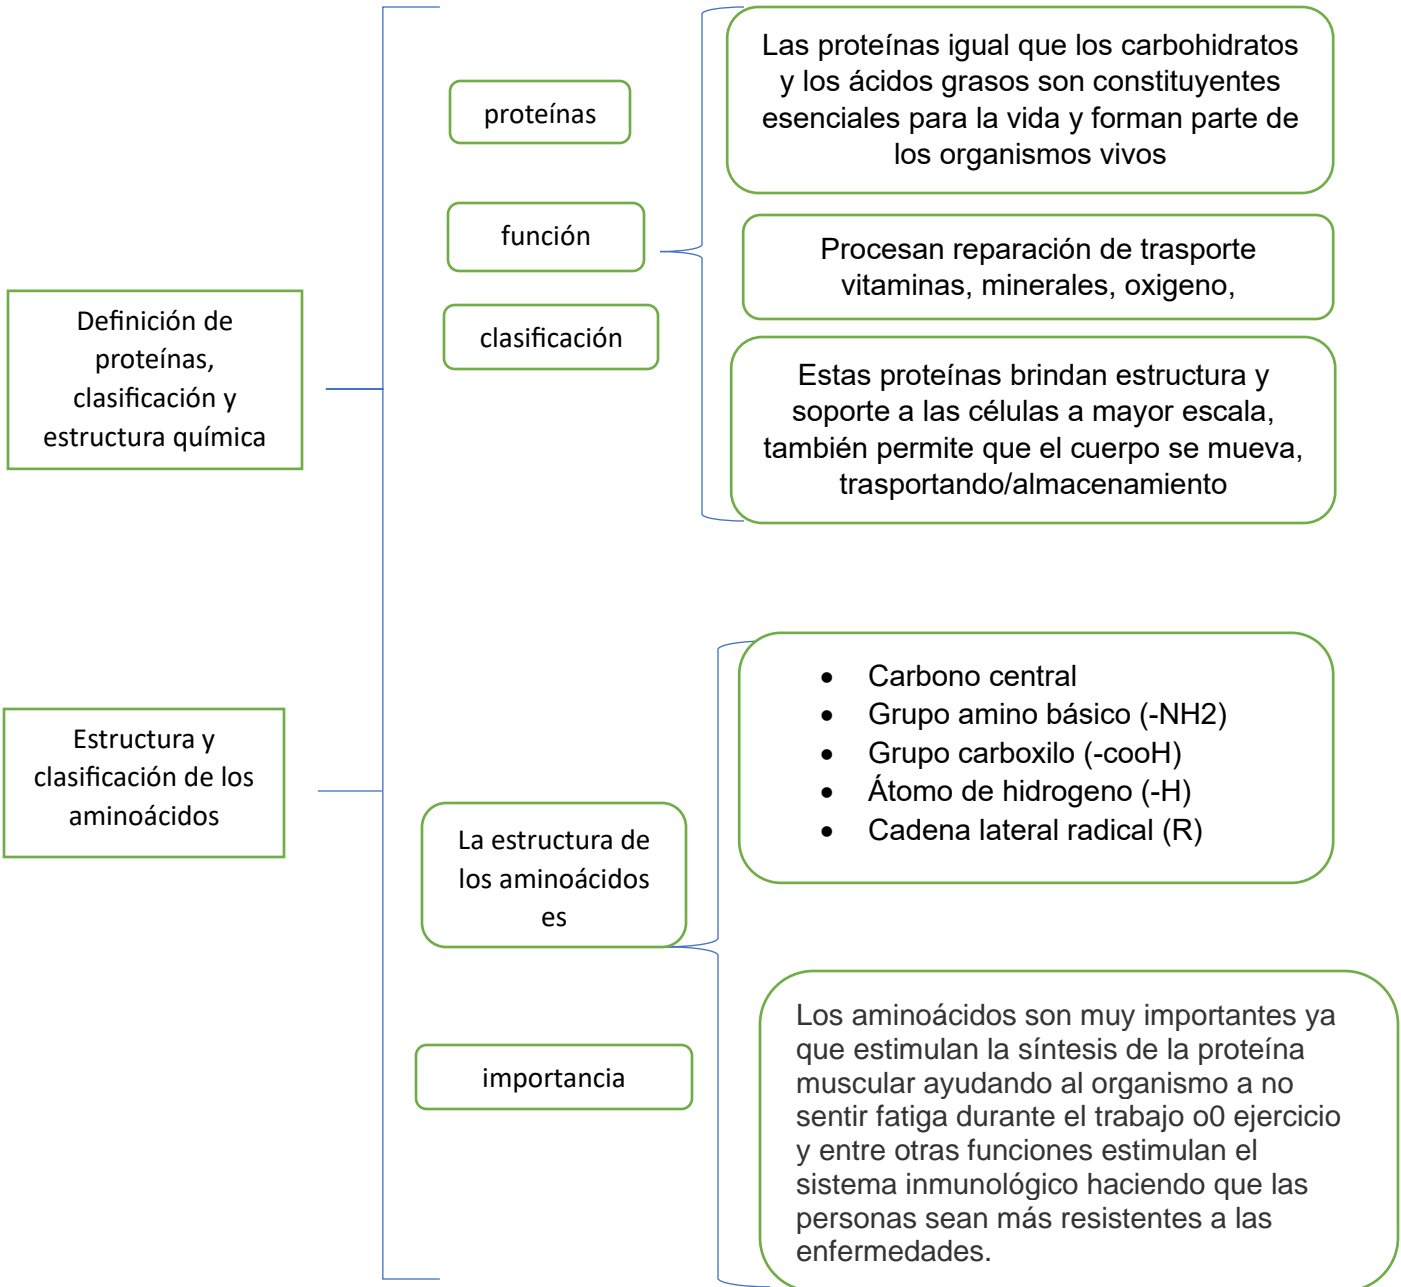 Definición de
proteínas,
clasificación y
estructura química
proteínas
función
clasificación
Las proteínas igual que los carbohidratos
y los ácidos grasos son constituyentes
esenciales para la vida y forman parte de
los organismos vivos
Procesan reparación de trasporte
vitaminas, minerales, oxigeno,
Estas proteínas brindan estructura y
soporte a las células a mayor escala,
también permite que el cuerpo se mueva,
trasportando/almacenamiento
Estructura y
clasificación de los
aminoácidos
La estructura de
los aminoácidos
es
• Carbono central
• Grupo amino básico (-NH2)
• Grupo carboxilo (-cooH)
• Átomo de hidrogeno (-H)
• Cadena lateral radical (R)
importancia
Los aminoácidos son muy importantes ya
que estimulan la síntesis de la proteína
muscular ayudando al organismo a no
sentir fatiga durante el trabajo o0 ejercicio
y entre otras funciones estimulan el
sistema inmunológico haciendo que las
personas sean más resistentes a las
enfermedades.